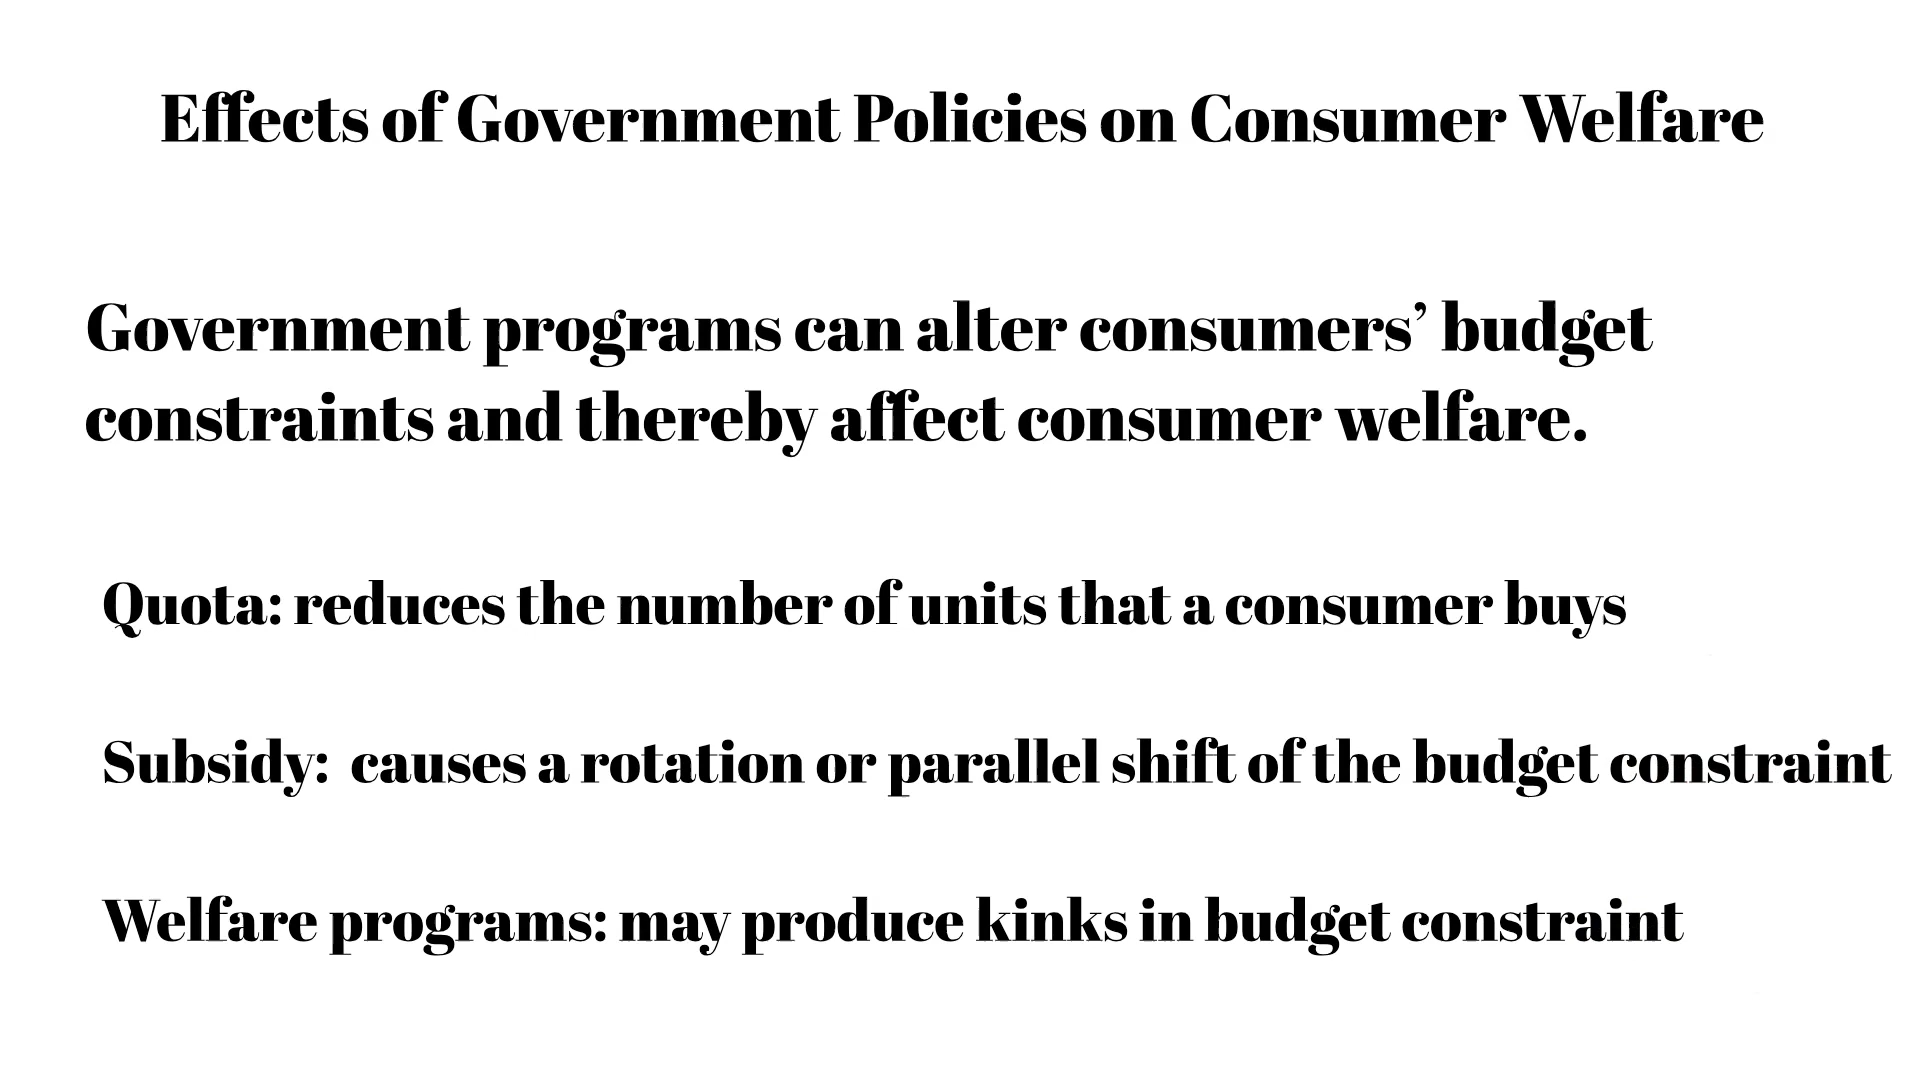 Effects of Government Policies on Consumer Welfare
Government programs can alter consumers’ budget
constraints and thereby affect consumer welfare.
Quota: reduces the number of units that a consumer buys
Subsidy: causes a rotation or parallel shift of the budget constraint
Welfare programs: may produce kinks in budget constraint